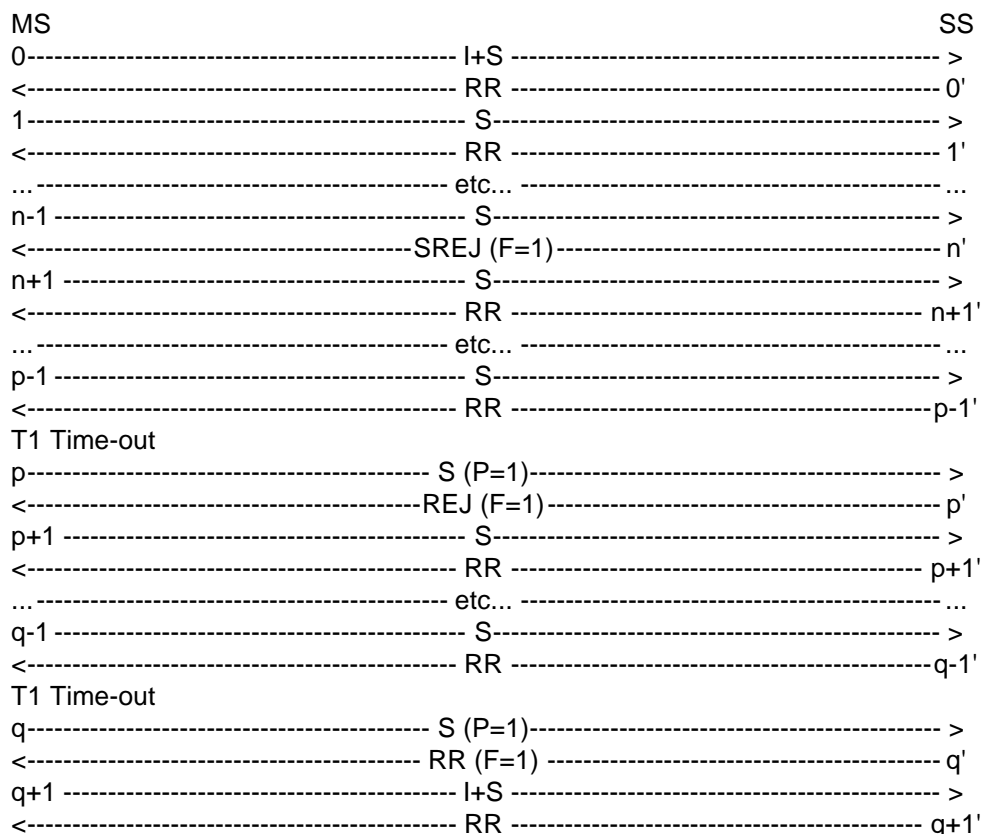 MS SS
0------------------------------------------------ I+S ------------------------------------------------ >
<------------------------------------------------ RR ------------------------------------------------ 0'
1------------------------------------------------- S-------------------------------------------------- >
<------------------------------------------------ RR ------------------------------------------------ 1'
...---------------------------------------------- etc... ----------------------------------------------- ...
n-1 ---------------------------------------------- S-------------------------------------------------- >
<-------------------------------------------SREJ (F=1)------------------------------------------- n'
n+1 --------------------------------------------- S-------------------------------------------------- >
<------------------------------------------------ RR ---------------------------------------------- n+1'
...---------------------------------------------- etc... ----------------------------------------------- ...
p-1 ---------------------------------------------- S-------------------------------------------------- >
<------------------------------------------------ RR -----------------------------------------------p-1'
T1 Time-out
p--------------------------------------------- S (P=1)---------------------------------------------- >
<--------------------------------------------REJ (F=1)-------------------------------------------- p'
p+1 --------------------------------------------- S-------------------------------------------------- >
<------------------------------------------------ RR ---------------------------------------------- p+1'
...---------------------------------------------- etc... ----------------------------------------------- ...
q-1 ---------------------------------------------- S-------------------------------------------------- >
<------------------------------------------------ RR -----------------------------------------------q-1'
T1 Time-out
q--------------------------------------------- S (P=1)---------------------------------------------- >
<-------------------------------------------- RR (F=1) -------------------------------------------- q'
q+1 -------------------------------------------- I+S ------------------------------------------------ >
<------------------------------------------------ RR ---------------------------------------------- q+1'